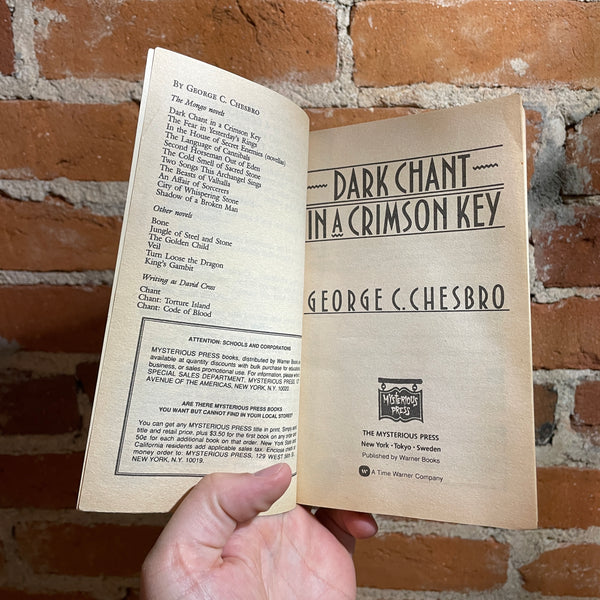 BY GEORGE C. CHESBRO
The Mongo novels
Dark Chant in a Crimson Key
The Fear in Yesterday's Rings
In the House of Secret Enemies (novellas)
The Language of Cannibals
Second Horseman Out of Eden
The Cold Smell of Sacred Stone
Two Songs This Archangel Sings
The Beasts of Valhalla
An Affair of Sorcerers
City of Whispering Stone
Shadow of a Broken Man
Other novels
Bone
Jungle of Steel and Stone
The Golden Child
Veil
Turn Loose the Dragon
King's Gambit
Writing as David Cross
Chant
Chant: Torture Island
Chant: Code of Blood
ATTENTION: SCHOOLS AND CORPORATIONS
MYSTERIOUS PRESS books, distributed by Warner Books
available at quantity discounts with bulk purchase for
business, or sales promotional use. For information, please
SPECIAL SALES DEPARTMENT, MYSTERIOUS PRESS,
AVENUE OF THE AMERICAS, NEW YORK, N.Y. 10020.
ARE THERE MYSTERIOUS PRESS BOOKS
YOU WANT BUT CANNOT FIND IN YOUR LOCAL STORES?
You can get any MYSTERIOUS PRESS title in print. Simply
title and retail price, plus $3.50 for the first book on any order
50¢ for each additional book on that order. New York State
California residents add applicable sales tax. Enclose check
money order to: MYSTERIOUS PRESS, 129 WEST 56th
NEW YORK, N.Y. 10019.
DARK CHANT
IN A CRIMSON KEY
GEORGE C. CHESBRO
MYSTERIOUS
PRESS
THE MYSTERIOUS PRESS
New York · Tokyo · Sweden
Published by Warner Books
A Time Warner Company